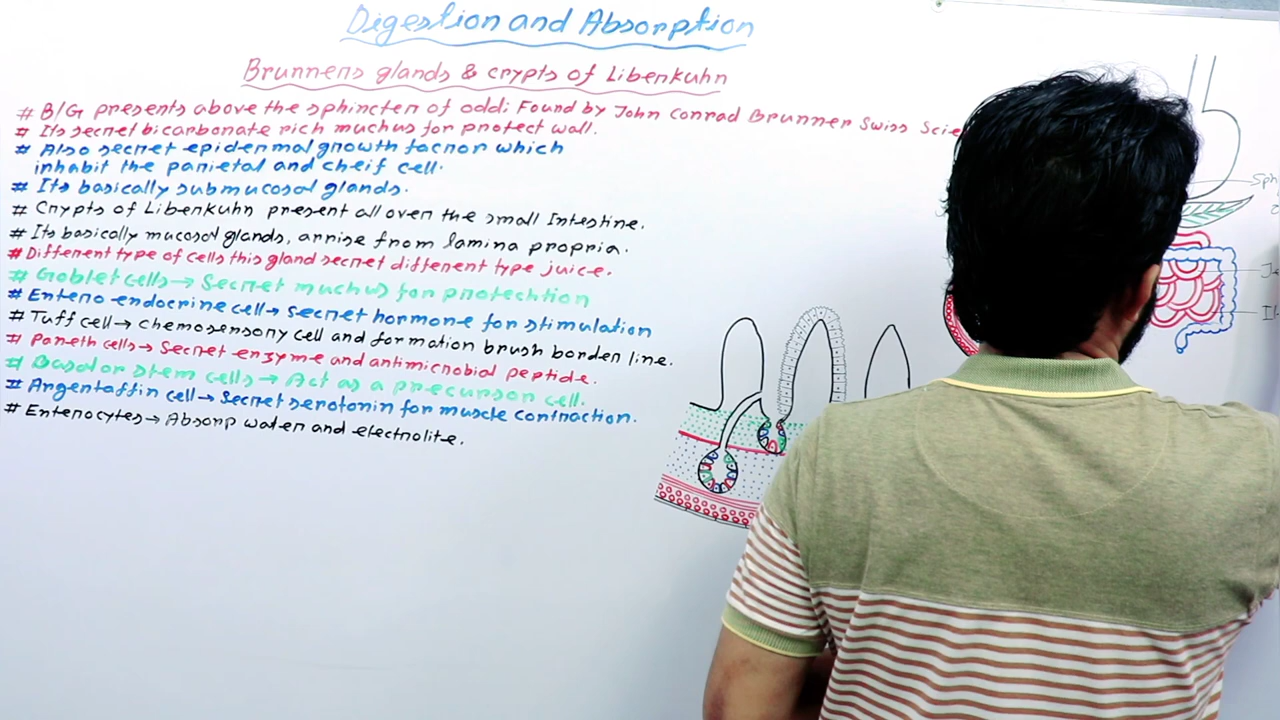 Digestion and Absorption
Brunners glands & crypts of Libenkuhn
# B/G presents above the sphincter of oddi Found by John Conrad Brunner Swiss Scie
# Its secret bicarbonate rich muchus for protect wall.
# Also secret epidermal growth facror which
inhabit the parietal and cheif cell.
# Its basically submucosal glands.
# Crypts of Libenkuhn present all over the small Intestine.
# Its basically mucosal glands, arrise from lamina propria.
# Different type of cells this gland secret different type juice.
# Goblet cells → Secret muchus for protechtion
# Entero endocrine cell → secret hormone for stimulation
# Tuff cell → chemosensory cell and formation brush border line.
# Paneth cells → Secret enzyme and antimicrobial peptide.
# Basal or stem cells → Act as a precursor cell.
# Argentaffin cell → Secret serotonin for muscle contraction.
# Enterocytes → Absorp water and electrolite.
Sph
Je
Il